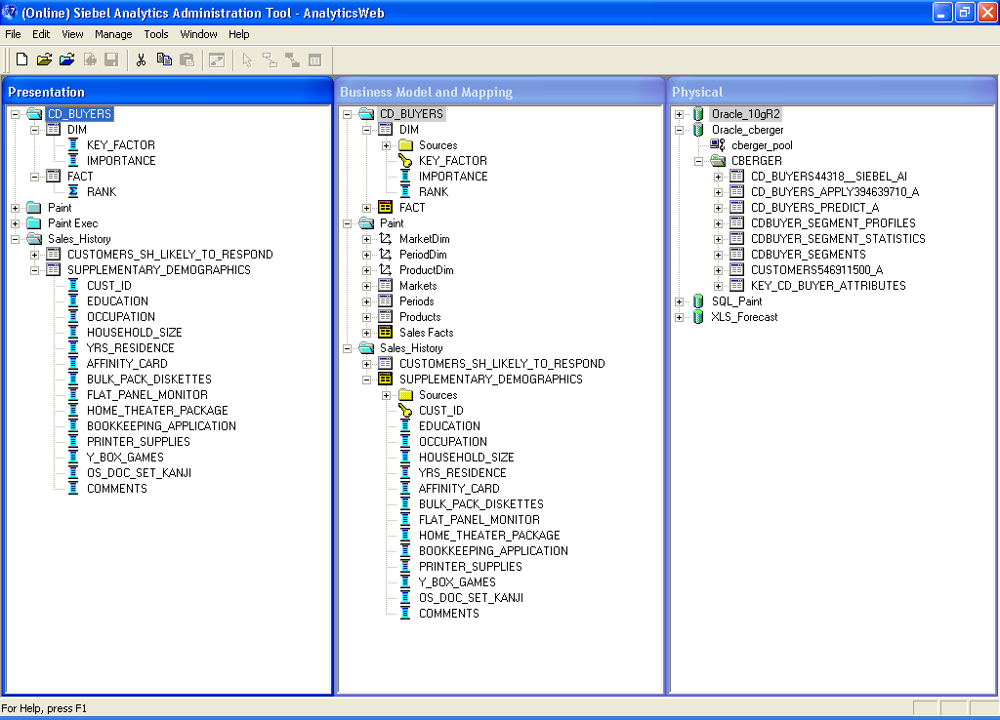 (Online) Siebel Analytics Administration Tool - AnalyticsWeb
File Edit View Manage Tools Window Help
Presentation
CD_BUYERS
DIM
KEY_FACTOR
IMPORTANCE
FACT
RANK
Paint
Paint Exec
Sales_History
CUSTOMERS_SH_LIKELY_TO_RESPOND
SUPPLEMENTARY_DEMOGRAPHICS
CUST_ID
EDUCATION
OCCUPATION
HOUSEHOLD_SIZE
YRS_RESIDENCE
AFFINITY_CARD
BULK_PACK_DISKETTES
FLAT_PANEL_MONITOR
HOME_THEATER_PACKAGE
BOOKKEEPING_APPLICATION
PRINTER_SUPPLIES
Y_BOX_GAMES
OS_DOC_SET_KANJI
COMMENTS
Business Model and Mapping
CD_BUYERS
DIM
Sources
KEY_FACTOR
IMPORTANCE
RANK
FACT
Paint
MarketDim
PeriodDim
ProductDim
Markets
Periods
Products
Sales Facts
Sales_History
CUSTOMERS_SH_LIKELY_TO_RESPOND
SUPPLEMENTARY_DEMOGRAPHICS
Sources
CUST_ID
EDUCATION
OCCUPATION
HOUSEHOLD_SIZE
YRS_RESIDENCE
AFFINITY_CARD
BULK_PACK_DISKETTES
FLAT_PANEL_MONITOR
HOME_THEATER_PACKAGE
BOOKKEEPING_APPLICATION
PRINTER_SUPPLIES
Y_BOX_GAMES
OS_DOC_SET_KANJI
COMMENTS
Physical
Oracle_10gR2
Oracle_cberger
cberger_pool
CBERGER
CD_BUYERS44318__SIEBEL_AI
CD_BUYERS_APPLY394639710_A
CD_BUYERS_PREDICT_A
CDBUYER_SEGMENT_PROFILES
CDBUYER_SEGMENT_STATISTICS
CDBUYER_SEGMENTS
CUSTOMERS546911500_A
KEY_CD_BUYER_ATTRIBUTES
SQL_Paint
XLS_Forecast
For Help, press F1